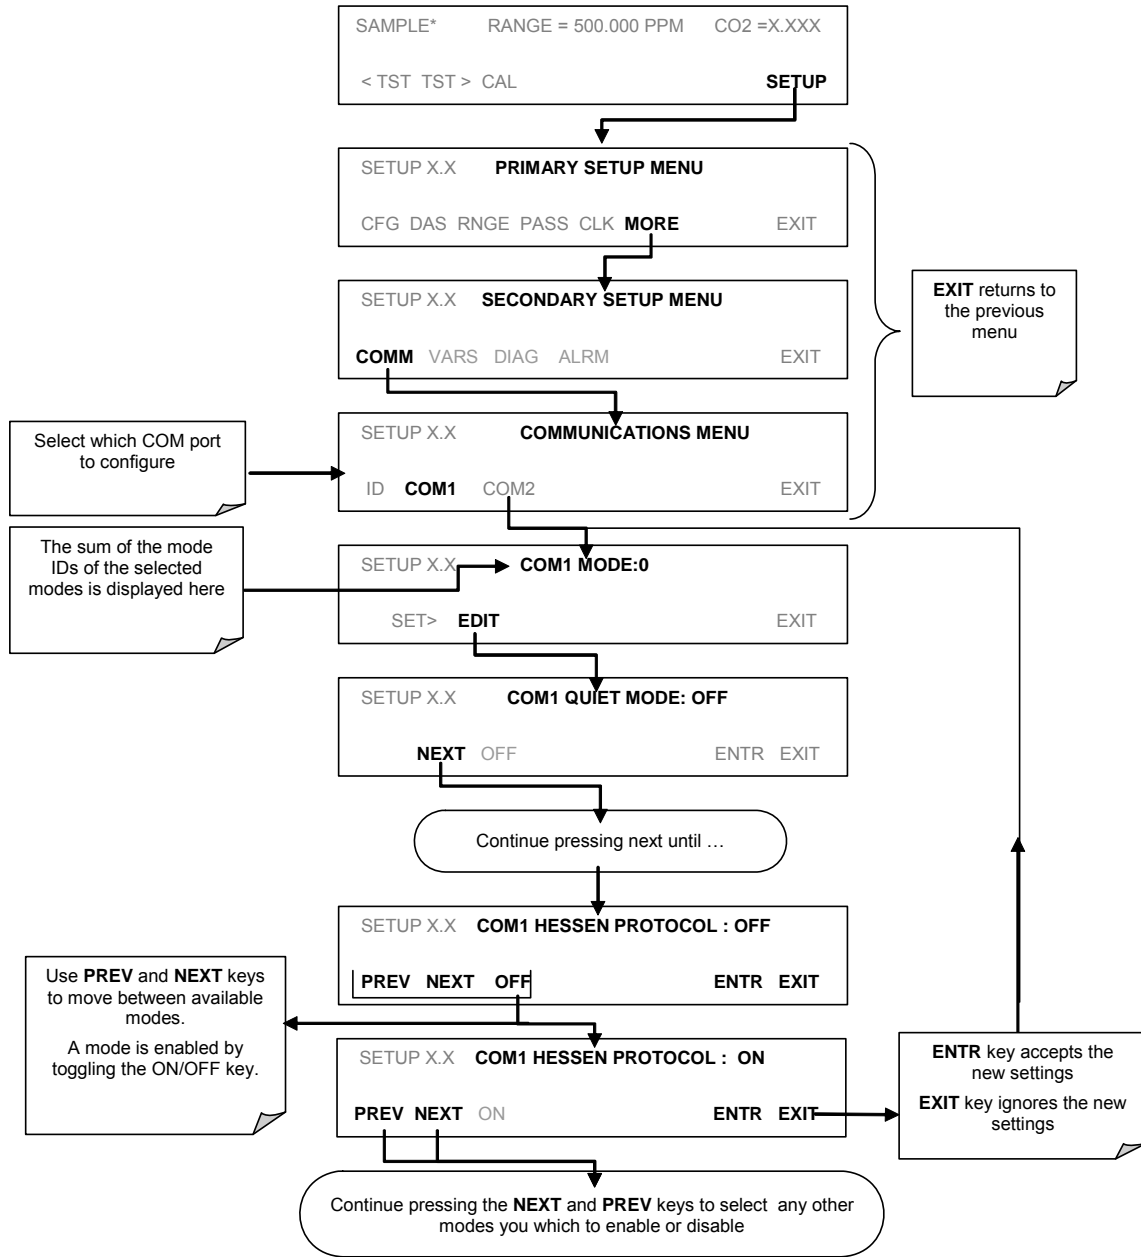 SAMPLE* RANGE = 500.000 PPM CO2 =X.XXX
< TST TST > CAL SETUP
SETUP X.X PRIMARY SETUP MENU
CFG DAS RNGE PASS CLK MORE EXIT
SETUP X.X SECONDARY SETUP MENU
COMM VARS DIAG ALRM EXIT
EXIT returns to
the previous
menu
Select which COM port
to configure
SETUP X.X COMMUNICATIONS MENU
ID COM1 COM2 EXIT
The sum of the mode
IDs of the selected
modes is displayed here
SETUP X.X COM1 MODE:0
SET> EDIT EXIT
SETUP X.X COM1 QUIET MODE: OFF
NEXT OFF ENTR EXIT
Continue pressing next until …
SETUP X.X COM1 HESSEN PROTOCOL : OFF
PREV NEXT OFF ENTR EXIT
Use PREV and NEXT keys
to move between available
modes.
A mode is enabled by
toggling the ON/OFF key.
SETUP X.X COM1 HESSEN PROTOCOL : ON
PREV NEXT ON ENTR EXIT
ENTR key accepts the
new settings
EXIT key ignores the new
settings
Continue pressing the NEXT and PREV keys to select any other
modes you which to enable or disable